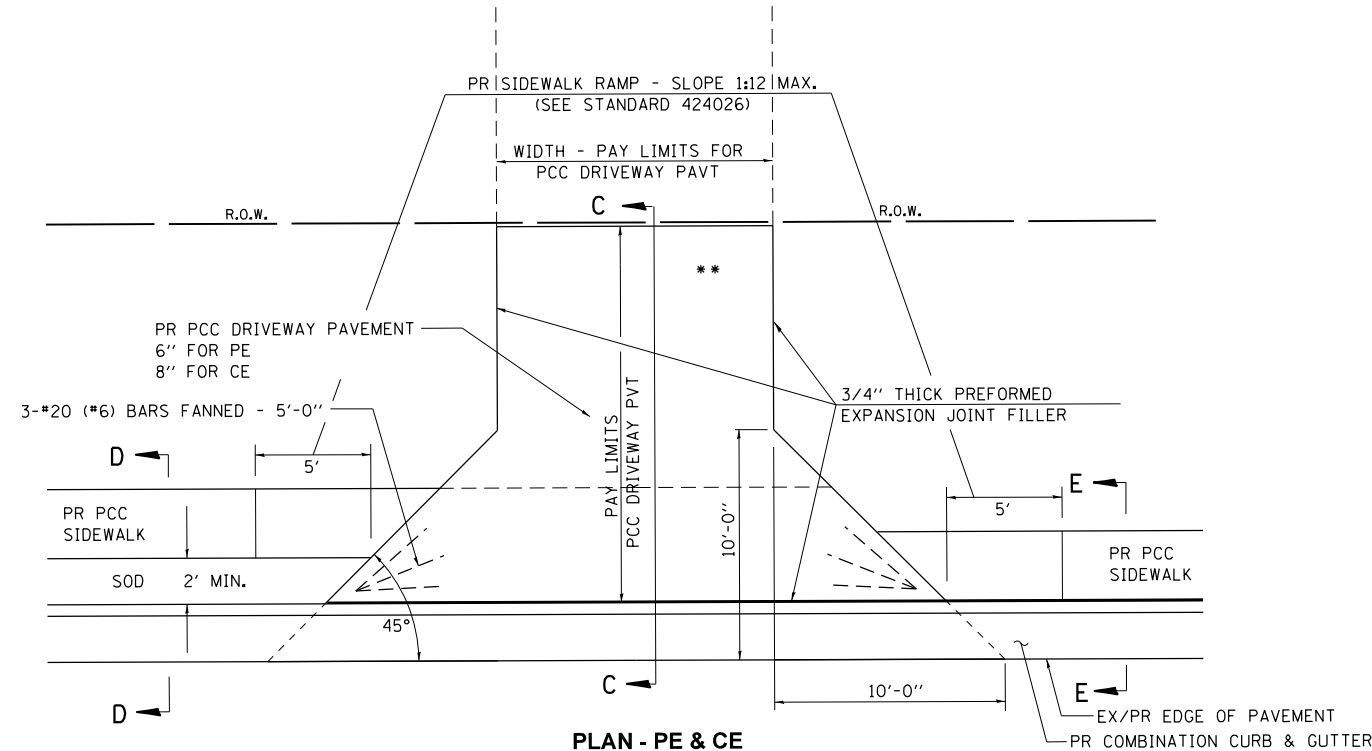 PR SIDEWALK RAMP - SLOPE 1:12 MAX.
(SEE STANDARD 424026)
WIDTH - PAY LIMITS FOR
PCC DRIVEWAY PAVT
C
R.O.W.
R.O.W.
**
PR PCC DRIVEWAY PAVEMENT
6'' FOR PE
8'' FOR CE
3-#20 (#6) BARS FANNED - 5'-0''
3/4'' THICK PREFORMED
EXPANSION JOINT FILLER
PAY LIMITS
PCC DRIVEWAY PVT
10'-0''
D
5'
E
5'
PR PCC
SIDEWALK
PR PCC
SIDEWALK
SOD 2' MIN.
45°
C
10'-0''
D
E
EX/PR EDGE OF PAVEMENT
PR COMBINATION CURB & GUTTER
PLAN - PE & CE